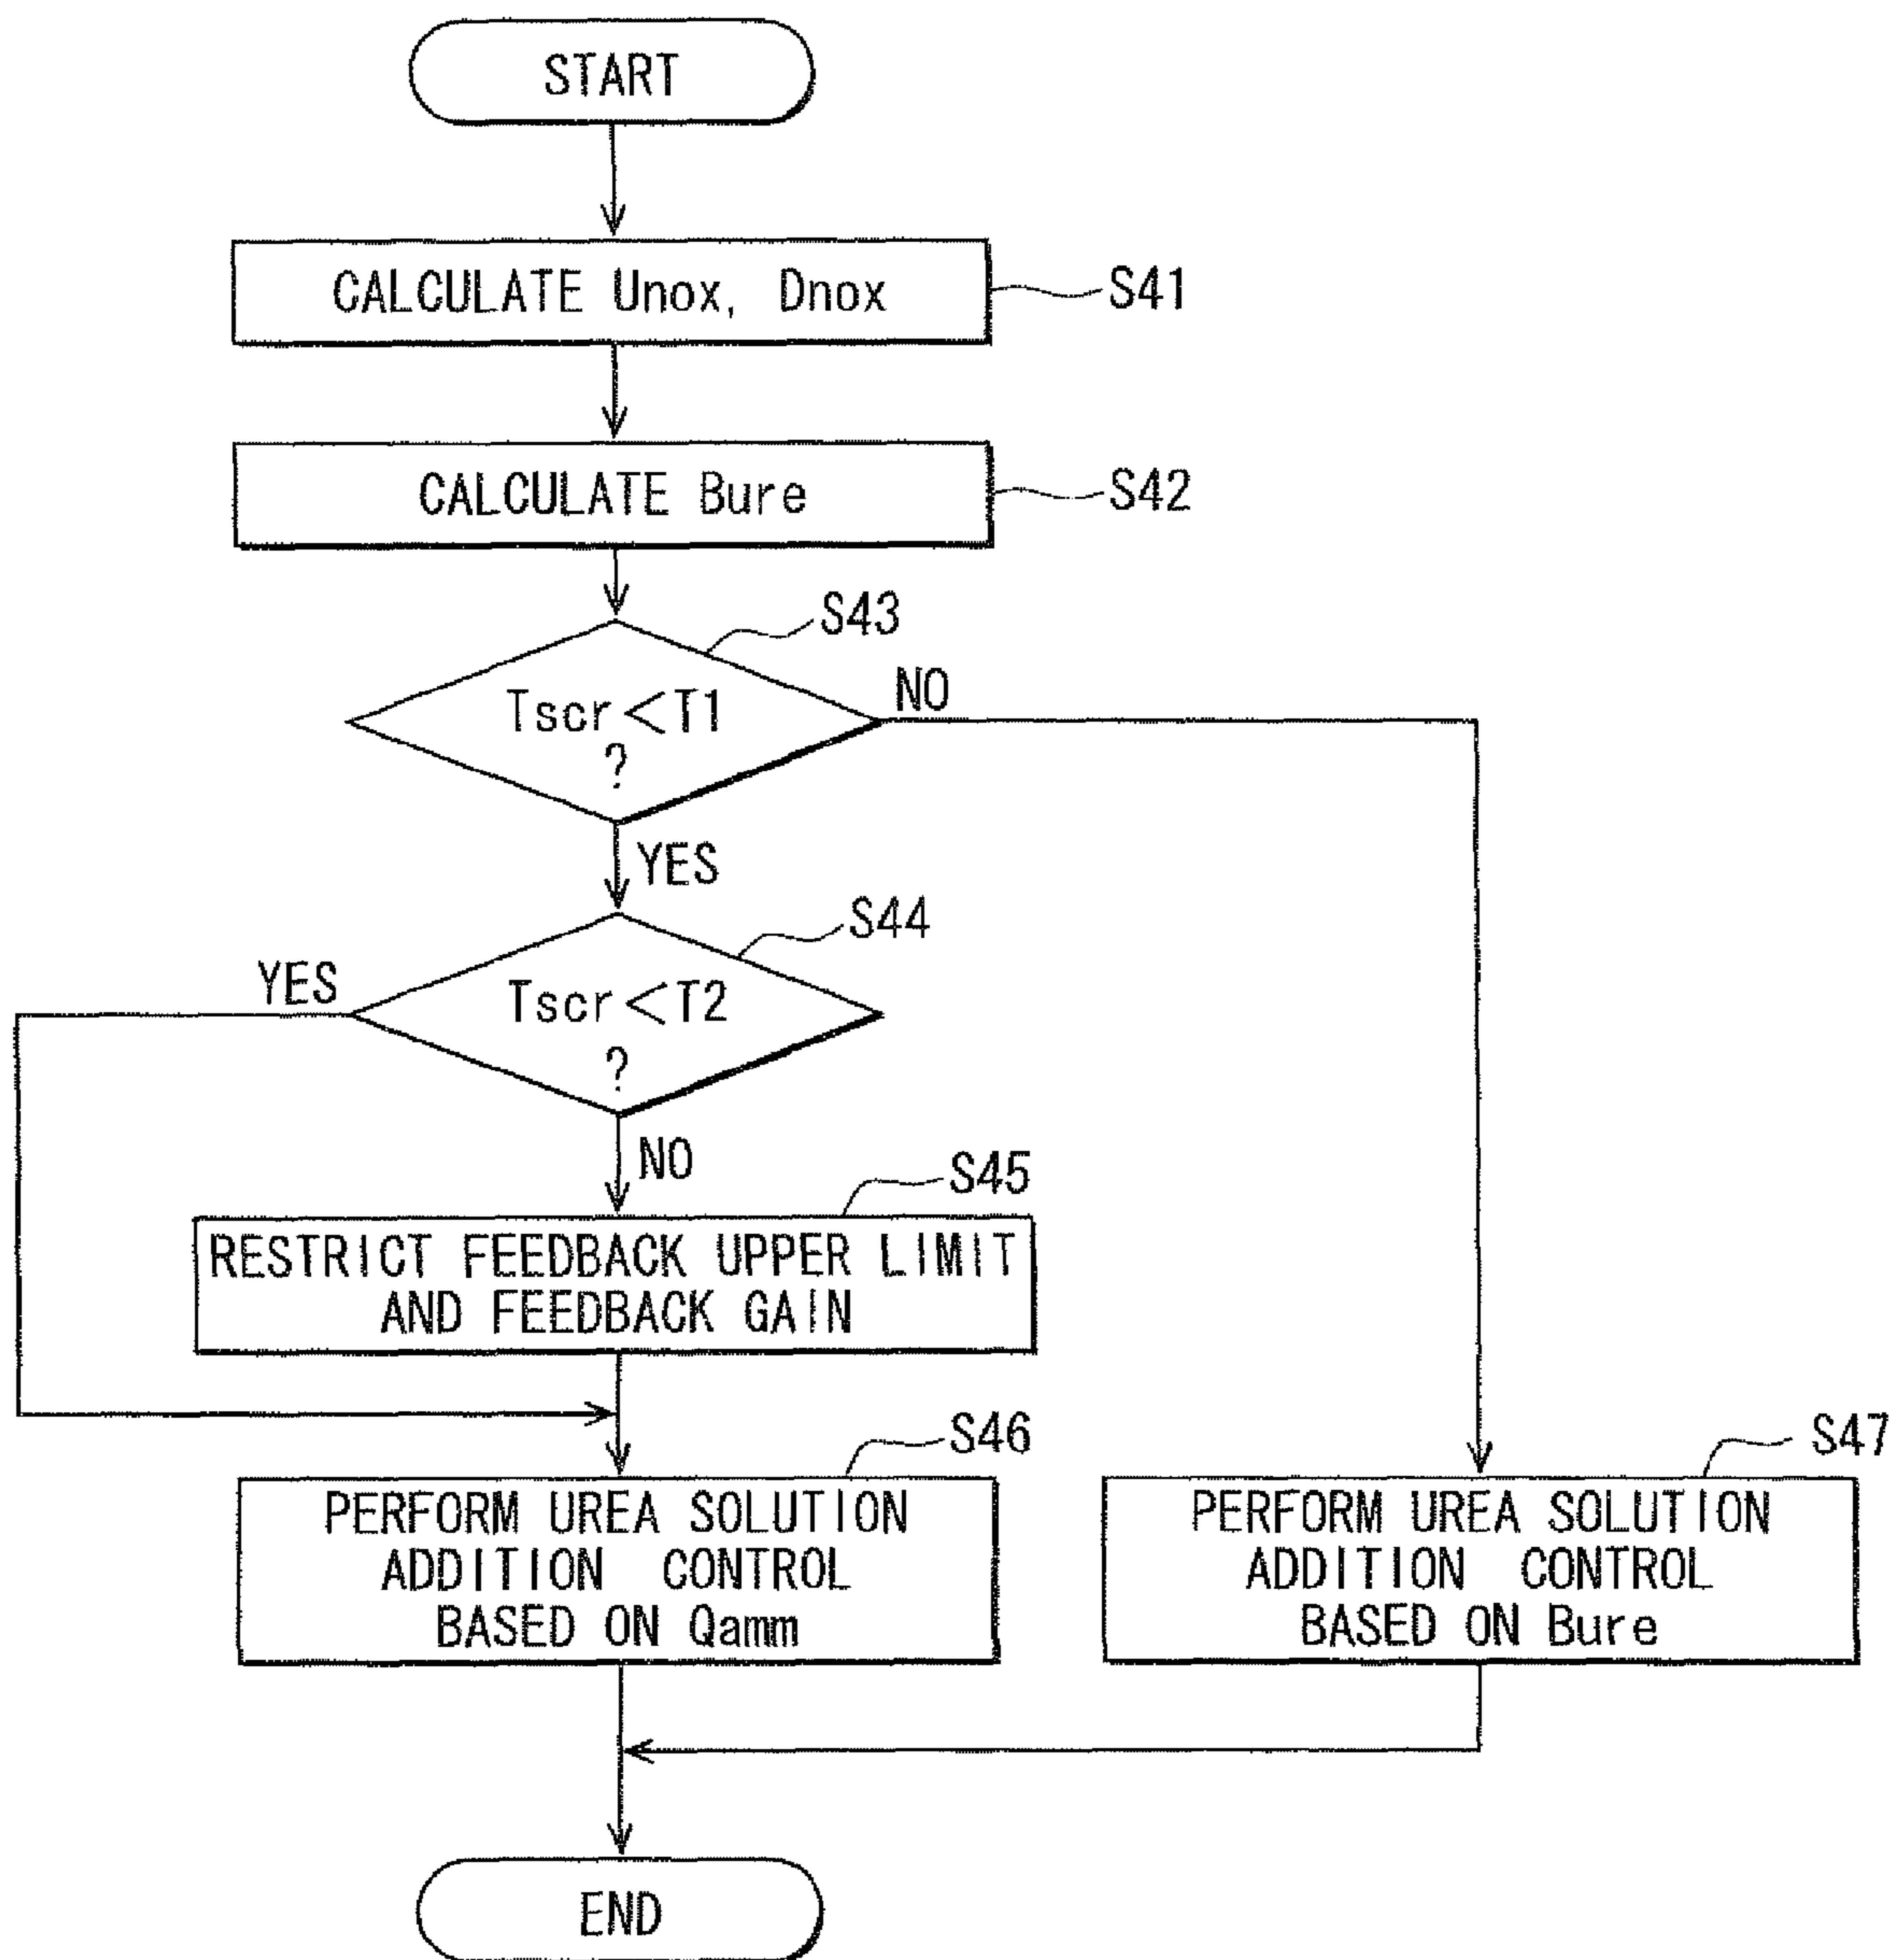 START
CALCULATE Unox, Dnox
S41
CALCULATE Bure
S42
S43
Tscr<T1
?
NO
YES
S44
YES
Tscr<T2
?
NO
S45
RESTRICT FEEDBACK UPPER LIMIT
AND FEEDBACK GAIN
S46
PERFORM UREA SOLUTION
ADDITION CONTROL
BASED ON Qamm
S47
PERFORM UREA SOLUTION
ADDITION CONTROL
BASED ON Bure
END